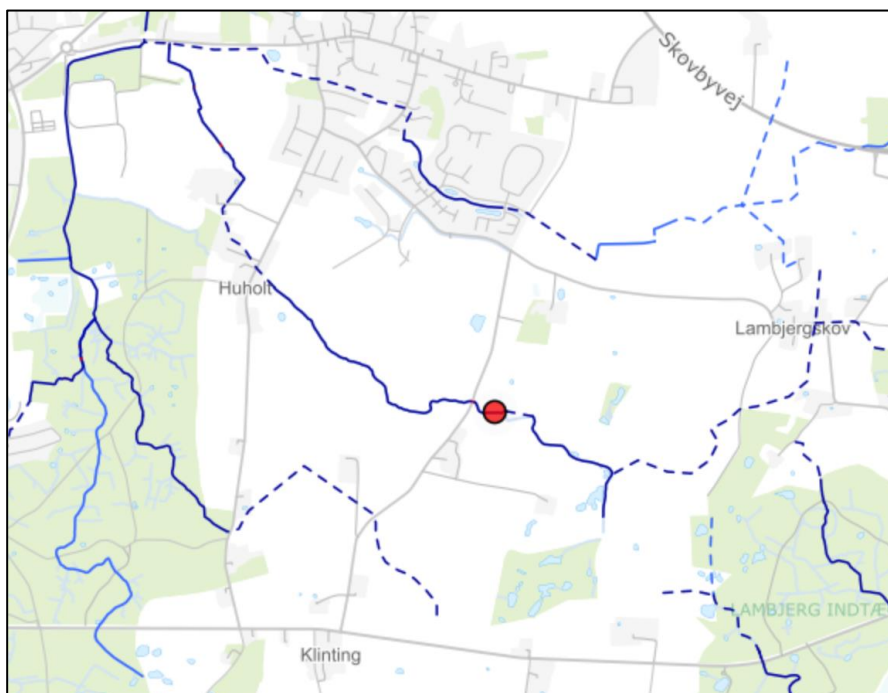 Skovbyvej
Huholt
Lambjergskov
LAMBJERG INDTÆ
Klinting